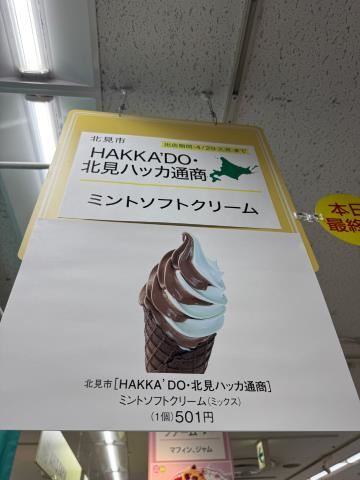 北見市
出店期間:4/29火祝まで
HAKKA'DO・
北見ハッカ通商
ミントソフトクリーム
本日
最終
北見市[HAKKA'DO・北見ハッカ通商]
ミントソフトクリーム(ミックス)
(1個)501円
マフィン、ジャム